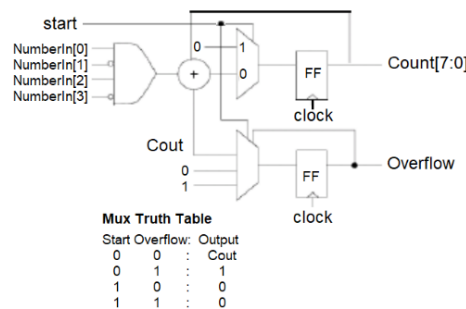 start
NumberIn[0]
NumberIn[1]
NumberIn[2]
NumberIn[3]
0
1
+
0
FF
Count[7:0]
clock
Cout
0
1
FF
Overflow
clock
Mux Truth Table
Start Overflow: Output
0 0 : Cout
0 1 : 1
1 0 : 0
1 1 : 0